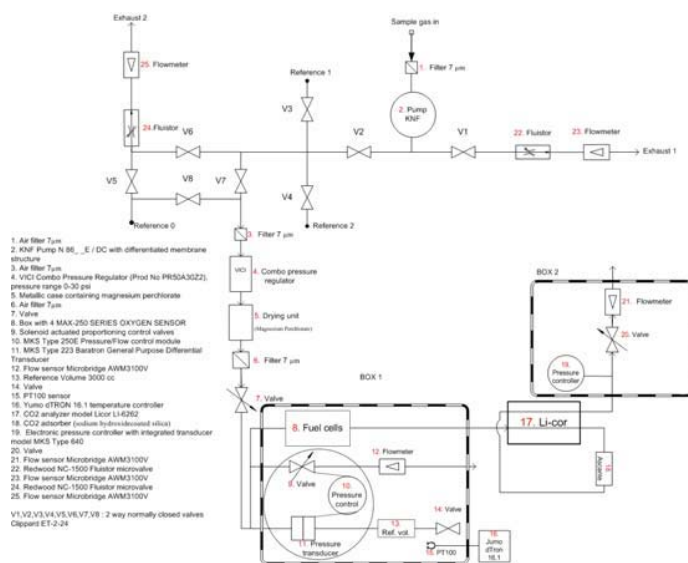 Exhaust 2
Sample gas in
25. Flowmeter
1. Filter 7 µm
Reference 1
2. Pump
KNF
24. Fluistor
V3
V6
V2
V1
22. Fluistor
23. Flowmeter
Exhaust 1
V5
V8
V7
V4
Reference 0
Reference 2
3. Filter 7 µm
1. Air filter 7µm
2. KNF Pump N 86_ _E / DC with differentiated membrane
structure
3. Air filter 7µm
4. VICI Combo Pressure Regulator (Prod No PR50A30Z2),
pressure range 0-30 psi
5. Metallic case containing magnesium perchlorate
6. Air filter 7µm
7. Valve
8. Box with 4 MAX-250 SERIES OXYGEN SENSOR
9. Solenoid actuated proportioning control valves
10. MKS Type 250E Pressure/Flow control module
11. MKS Type 223 Baratron General Purpose Differential
Transducer
12. Flow sensor Microbridge AWM3100V
13. Reference Volume 3000 cc
14. Valve
15. PT100 sensor
16. Yumo dTRON 16.1 temperature controller
17. CO2 analyzer model Licor LI-6262
18. CO2 adsorber (sodium hydroxidecoated silica)
19. Electronic pressure controller with integrated transducer
model MKS Type 640
20. Valve
21. Flow sensor Microbridge AWM3100V
22. Redwood NC-1500 Fluistor microvalve
23. Flow sensor Microbridge AWM3100V
24. Redwood NC-1500 Fluistor microvalve
25. Flow sensor Microbridge AWM3100V
V1,V2,V3,V4,V5,V6,V7,V8 : 2 way normally closed valves
Clippard ET-2-24
VICI
4. Combo pressure
regulator
5. Drying unit
6. Filter 7 µm
7. Valve
BOX 1
8. Fuel cells
12. Flowmeter
9. Valve
10.
Pressure
control
11. Pressure
transducer
13.
Ref. vol.
14. Valve
15. PT100
16.
Jumo
dTron
16.1
BOX 2
21. Flowmeter
20. Valve
19.
Pressure
controller
17. Li-cor
18.
Ascarite